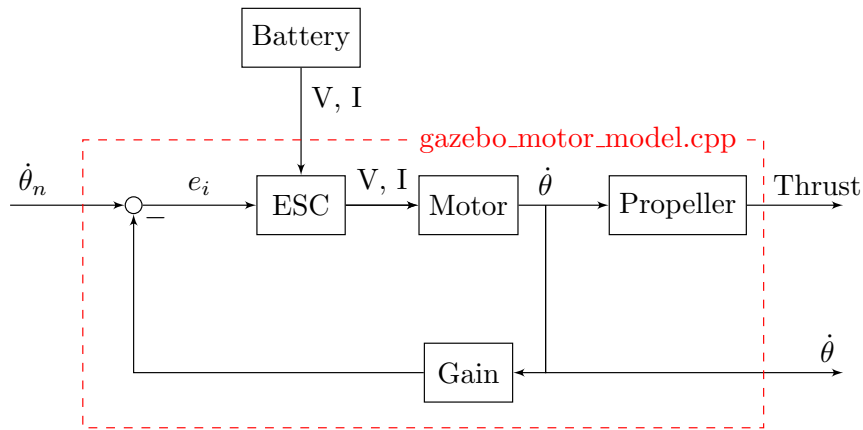 Battery
V, I
gazebo_motor_model.cpp
θ̇ₙ
eᵢ
V, I
θ̇
Thrust
−
ESC
Motor
Propeller
θ̇
Gain